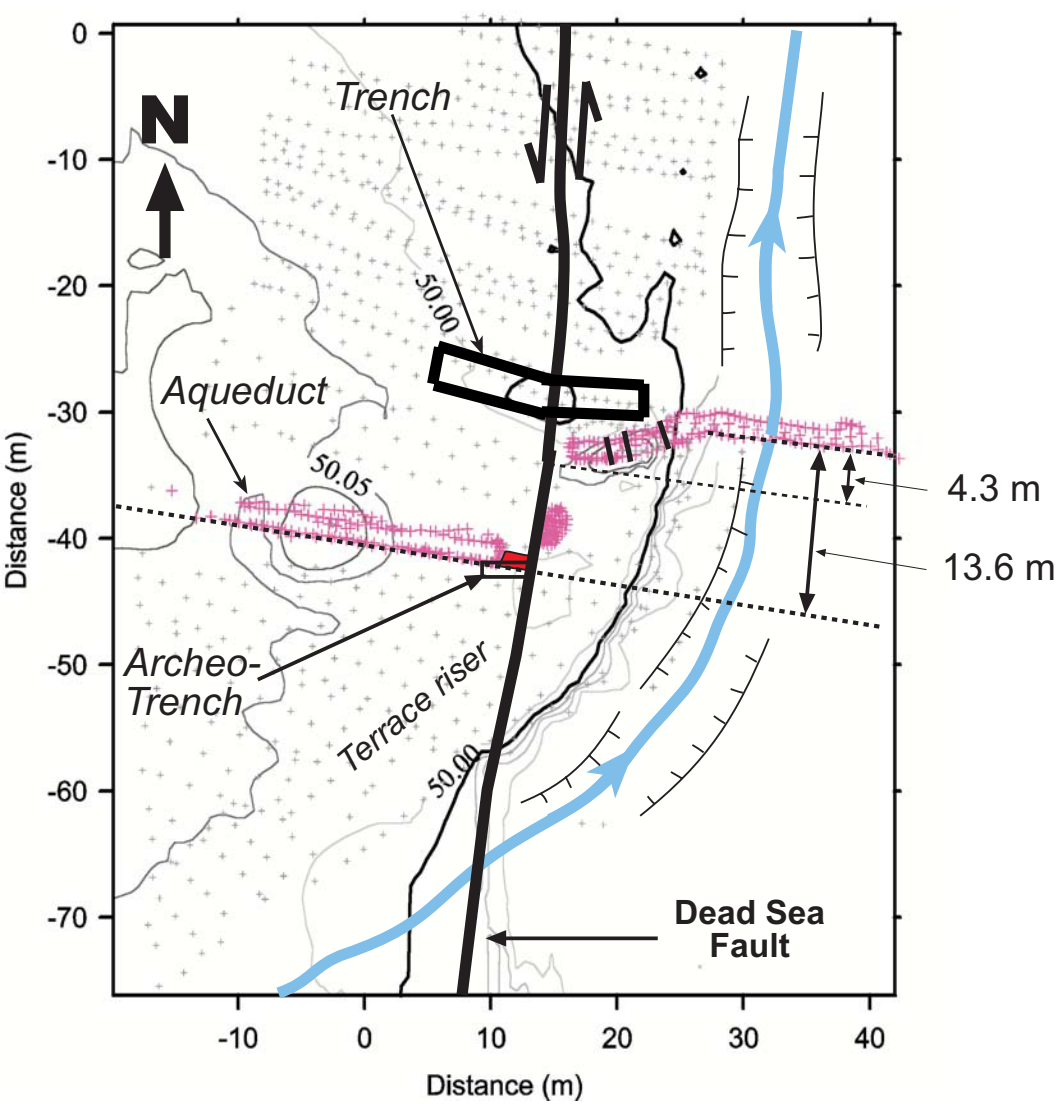 0
-10
-20
-30
-40
-50
-60
-70
Distance (m)
N
Trench
50.00
Aqueduct
50.05
4.3 m
13.6 m
Archeo-
Trench
Terrace riser
50.00
Dead Sea
Fault
-10
0
10
20
30
40
Distance (m)